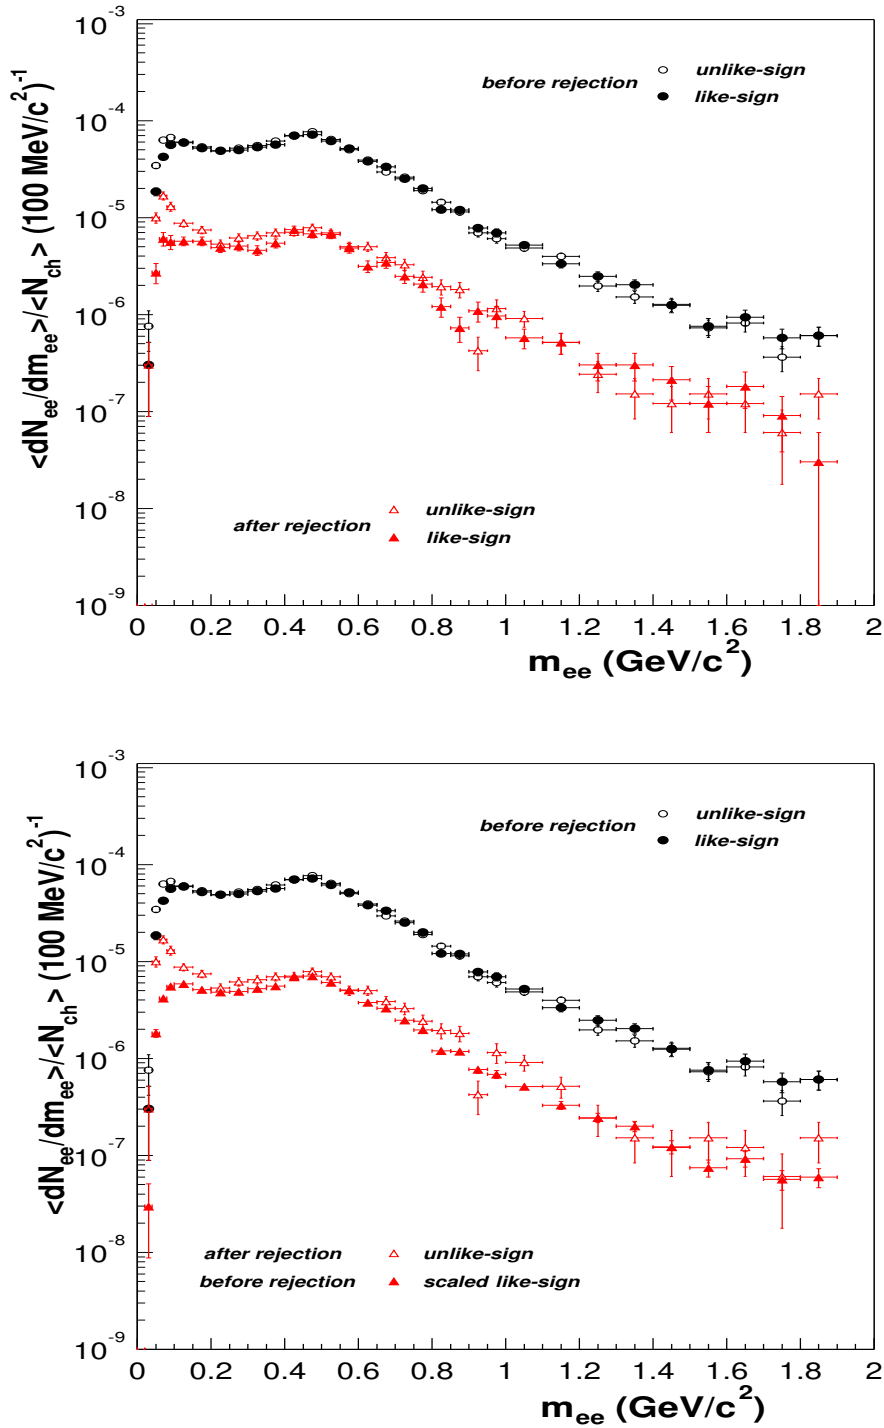 10⁻³
10⁻⁴
10⁻⁵
10⁻⁶
10⁻⁷
10⁻⁸
10⁻⁹
<dN_ee/dm_ee>/<N_ch> (100 MeV/c²)⁻¹
before rejection
unlike-sign
like-sign
after rejection
unlike-sign
like-sign
0 0.2 0.4 0.6 0.8 1 1.2 1.4 1.6 1.8 2
m_ee (GeV/c²)
10⁻³
10⁻⁴
10⁻⁵
10⁻⁶
10⁻⁷
10⁻⁸
10⁻⁹
<dN_ee/dm_ee>/<N_ch> (100 MeV/c²)⁻¹
before rejection
unlike-sign
like-sign
after rejection unlike-sign
before rejection scaled like-sign
0 0.2 0.4 0.6 0.8 1 1.2 1.4 1.6 1.8 2
m_ee (GeV/c²)